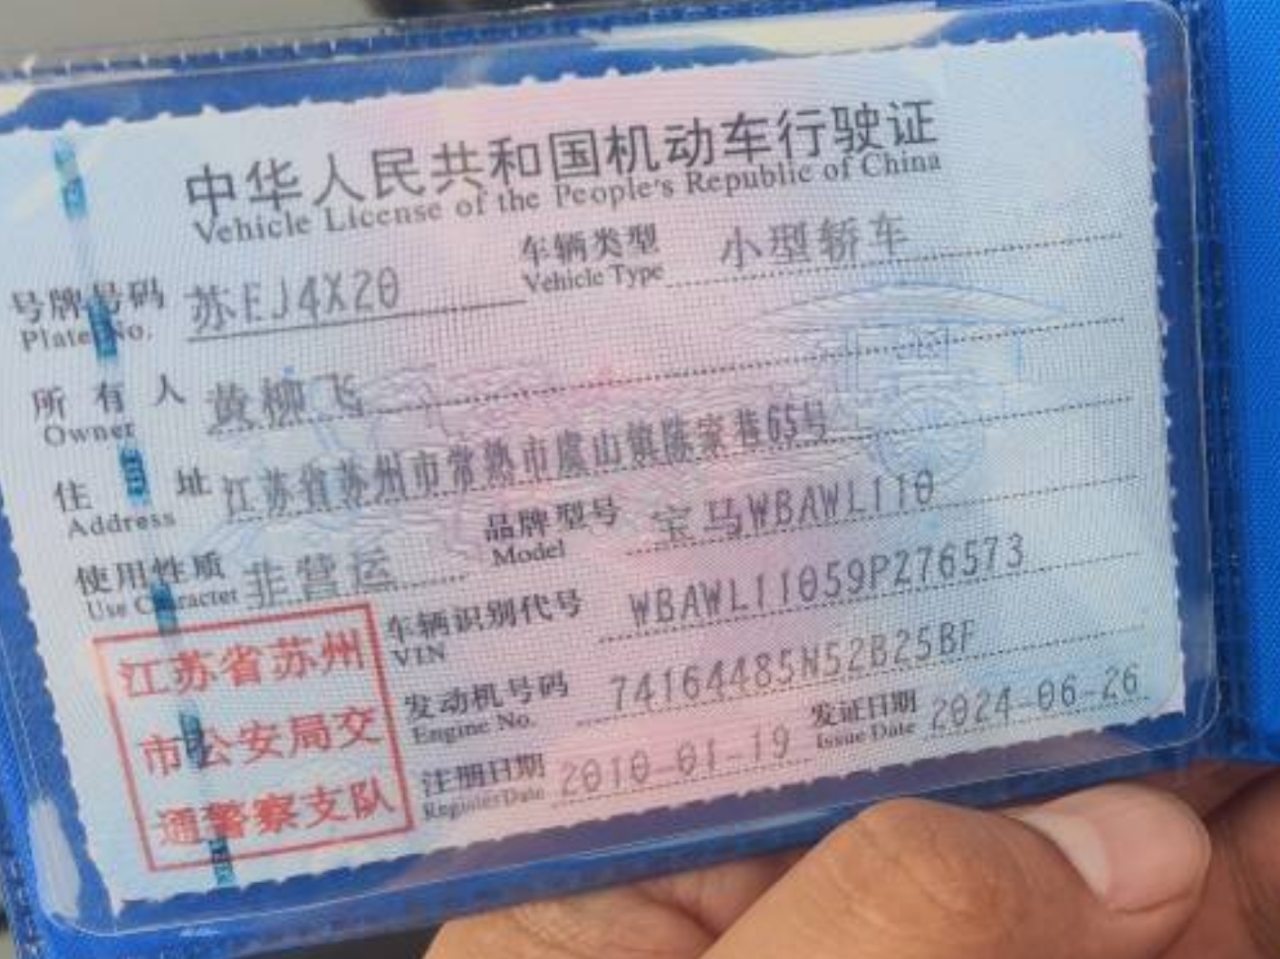 中华人民共和国机动车行驶证
Vehicle License of the People's Republic of China
号牌号码 苏EJ4X20 车辆类型 小型轿车
Plate No. Vehicle Type
所有人 黄柳飞
Owner
住址 江苏省苏州市常熟市虞山镇陈家巷65号
Address
使用性质 非营运 品牌型号 宝马WBAWL110
Use Character Model
车辆识别代号 WBAWL11059P276573
VIN
发动机号码 74164485N52B25BF
Engine No.
注册日期 2010-01-19 发证日期 2024-06-26
Register Date Issue Date
江苏省苏州
市公安局交
通警察支队